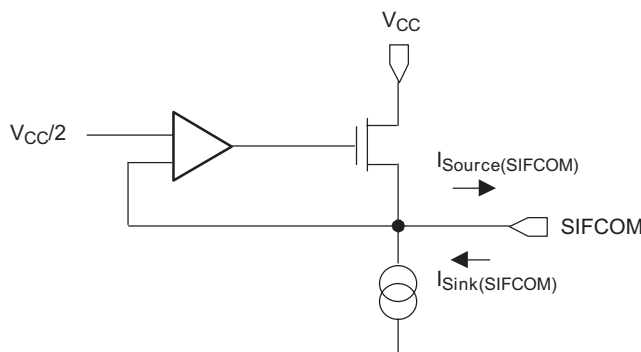 VCC
VCC/2
ISource(SIFCOM)
SIFCOM
ISink(SIFCOM)